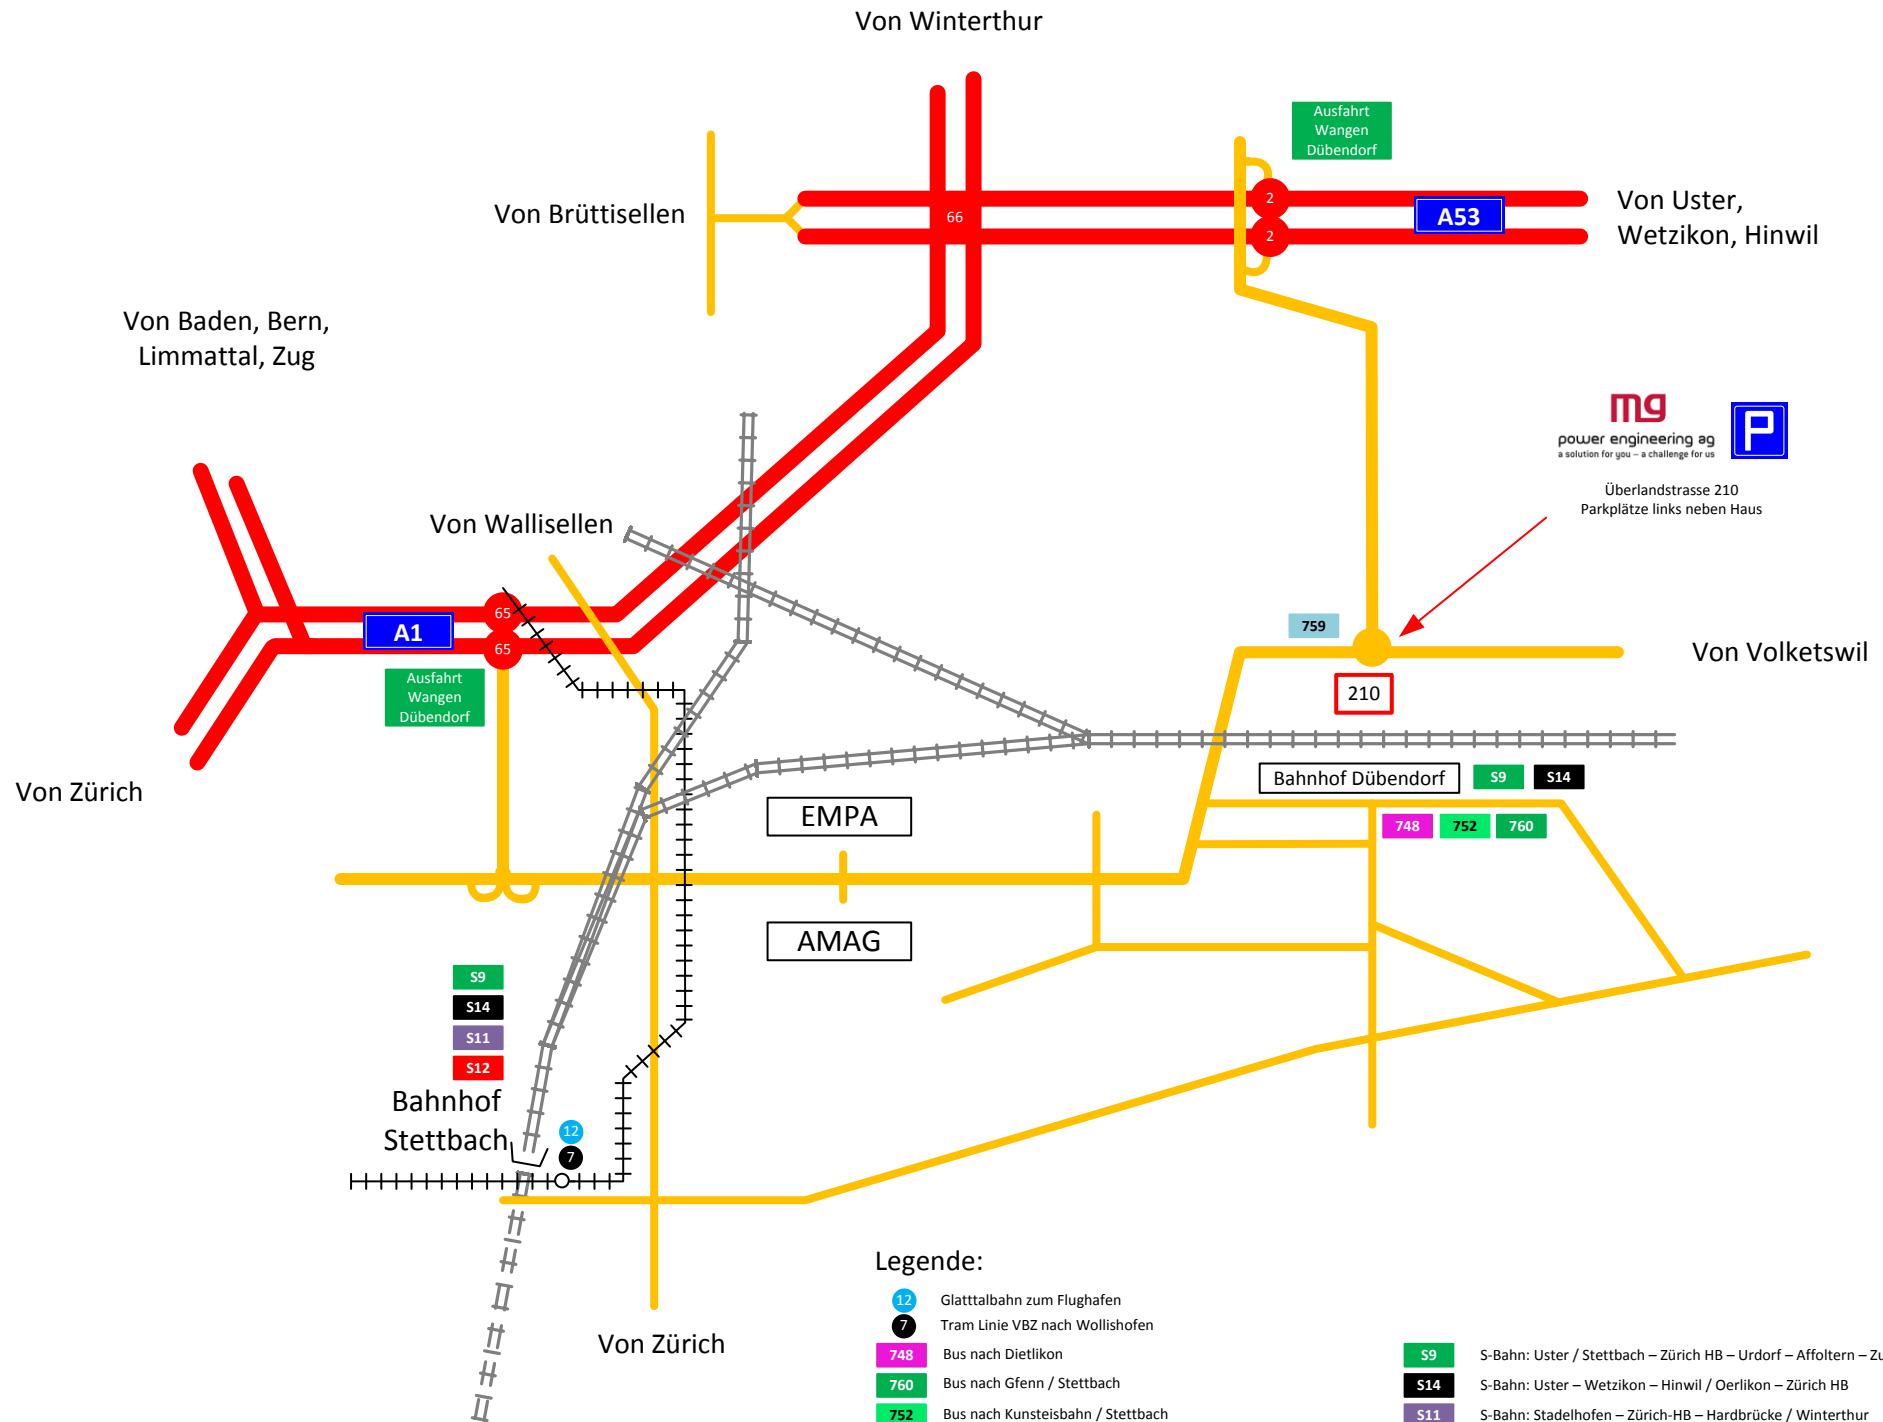 Von Winterthur
Ausfahrt
Wangen
Dübendorf
Von Brüttisellen
66
2
2
A53
Von Uster,
Wetzikon, Hinwil
Von Baden, Bern,
Limmattal, Zug
mg
power engineering ag
a solution for you – a challenge for us
P
Überlandstrasse 210
Parkplätze links neben Haus
Von Wallisellen
65
65
A1
759
Von Volketswil
210
Ausfahrt
Wangen
Dübendorf
Von Zürich
Bahnhof Dübendorf
S9
S14
EMPA
748
752
760
AMAG
S9
S14
S11
S12
Bahnhof
Stettbach
12
7
Von Zürich
Legende:
12 Glatttalbahn zum Flughafen
7 Tram Linie VBZ nach Wollishofen
748 Bus nach Dietlikon
760 Bus nach Gfenn / Stettbach
752 Bus nach Kunsteisbahn / Stettbach
S9 S-Bahn: Uster / Stettbach – Zürich HB – Urdorf – Affoltern – Zu
S14 S-Bahn: Uster – Wetzikon – Hinwil / Oerlikon – Zürich HB
S11 S-Bahn: Stadelhofen – Zürich-HB – Hardbrücke / Winterthur